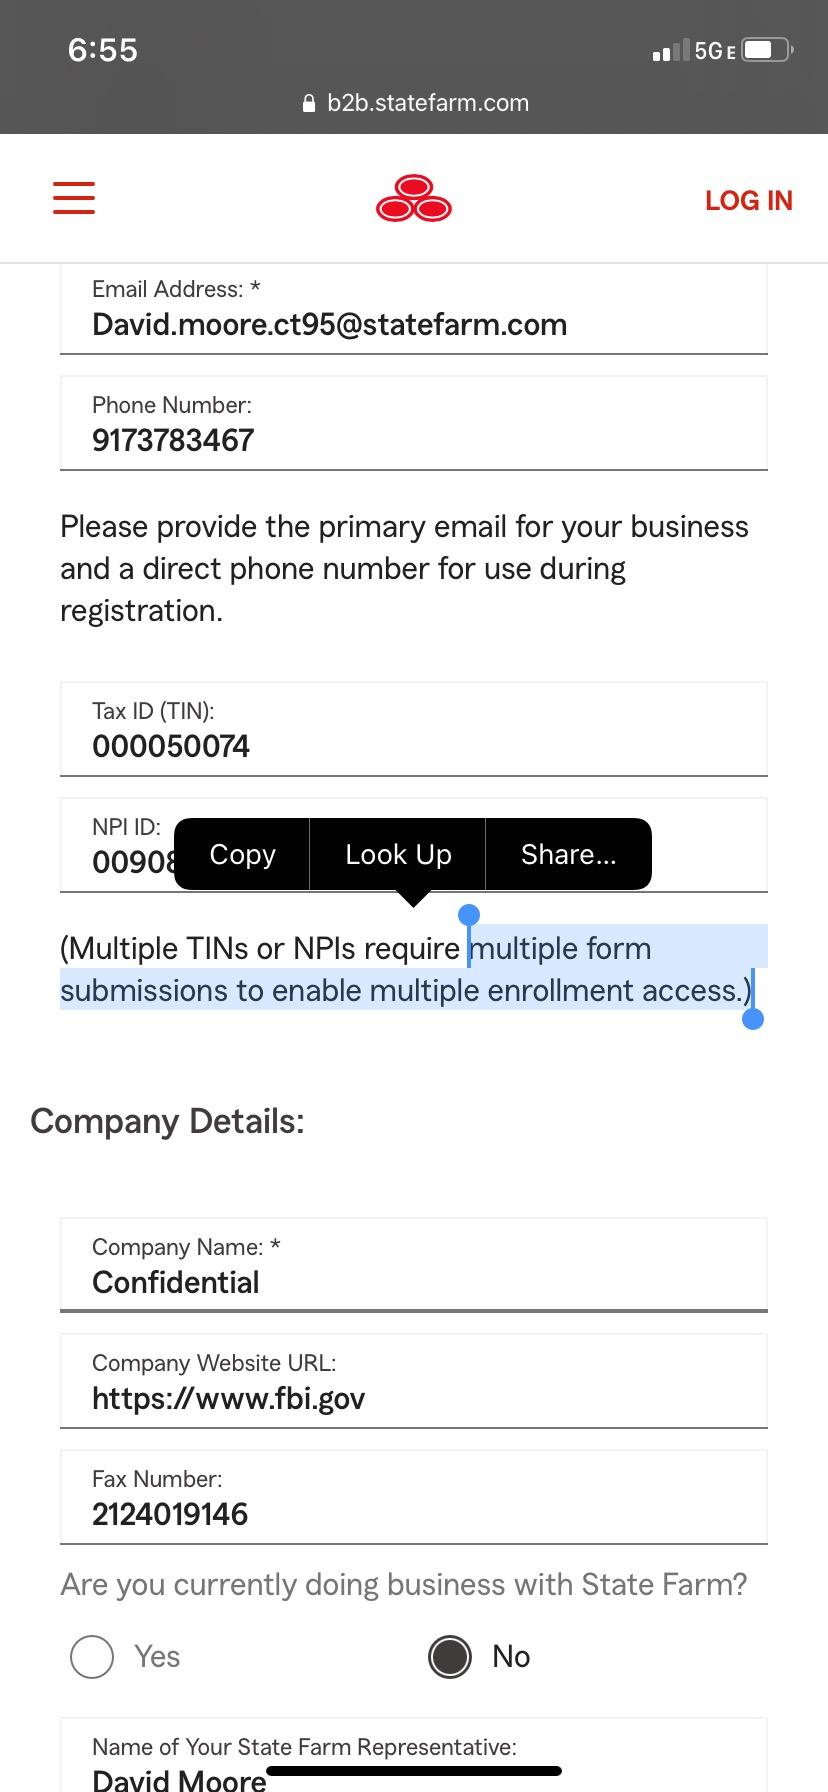 6:55
5GE
b2b.statefarm.com
LOG IN
Email Address: *
David.moore.ct95@statefarm.com
Phone Number:
9173783467
Please provide the primary email for your business
and a direct phone number for use during
registration.
Tax ID (TIN):
000050074
NPI ID:
Copy
Look Up
Share...
(Multiple TINs or NPIs require multiple form
submissions to enable multiple enrollment access.)
Company Details:
Company Name: *
Confidential
Company Website URL:
https://www.fbi.gov
Fax Number:
2124019146
Are you currently doing business with State Farm?
Yes
No
Name of Your State Farm Representative:
David Moore